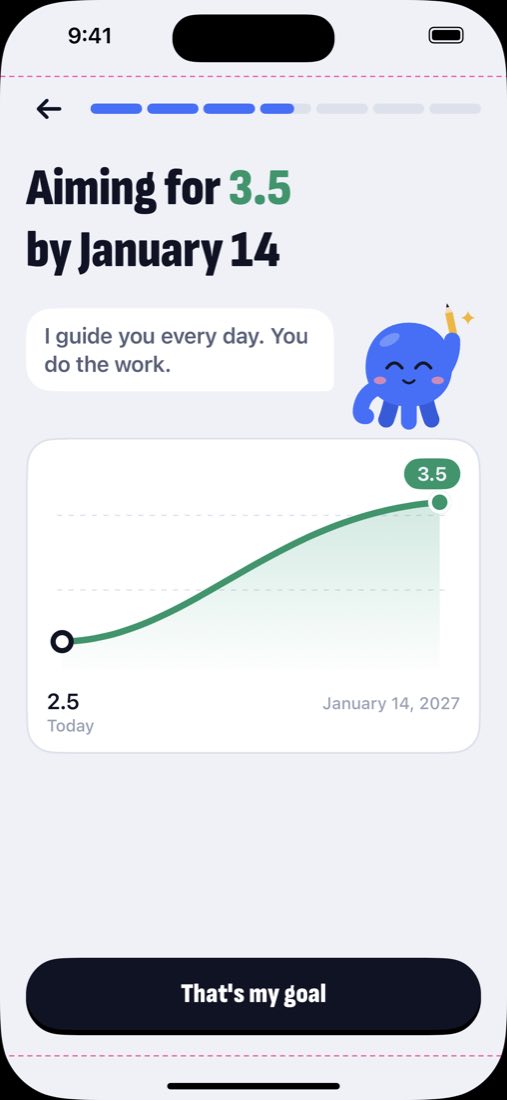 9:41
Aiming for 3.5
by January 14
I guide you every day. You
do the work.
3.5
2.5
Today
January 14, 2027
That's my goal